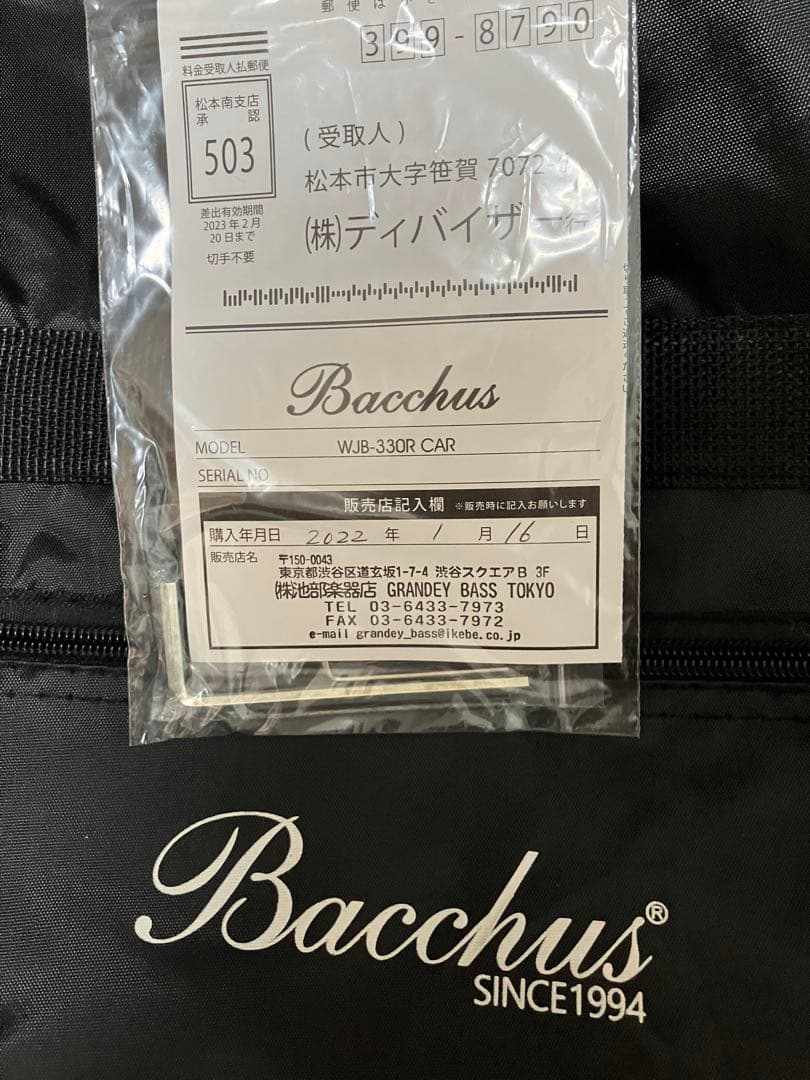 399-8790
料金受取人払郵便
松本南支店
承認
503
差出有効期間
2023年2月
20日まで
切手不要
(受取人)
松本市大字笹賀 7072-4
(株)ディバイザー行
Bacchus
MODEL WJB-330R CAR
SERIAL NO
販売店記入欄 ※販売時に記入お願いします
購入年月日 2022 年 1 月 16 日
販売店名
〒150-0043
東京都渋谷区道玄坂1-7-4 渋谷スクエアB 3F
(株)池部楽器店 GRANDEY BASS TOKYO
TEL 03-6433-7973
FAX 03-6433-7972
e-mail grandey_bass@ikebe.co.jp
Bacchus®
SINCE1994